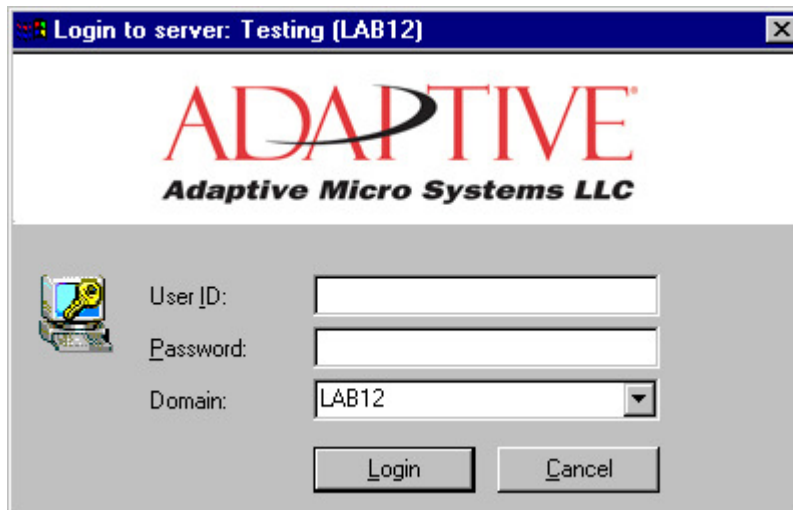 Login to server: Testing (LAB12)
ADAPTIVE®
Adaptive Micro Systems LLC
User ID:
Password:
Domain: LAB12
Login Cancel